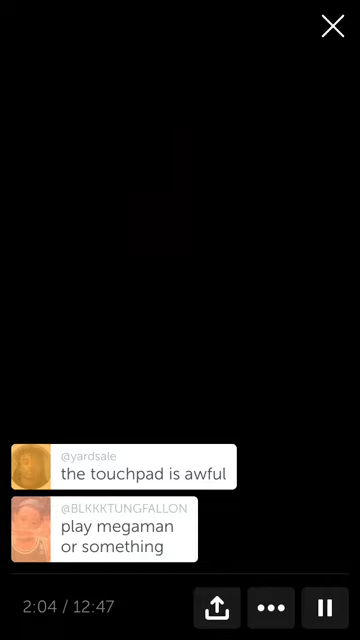 @yardsale
the touchpad is awful
@BLKKKTUNGFALLON
play megaman
or something
2:04 / 12:47